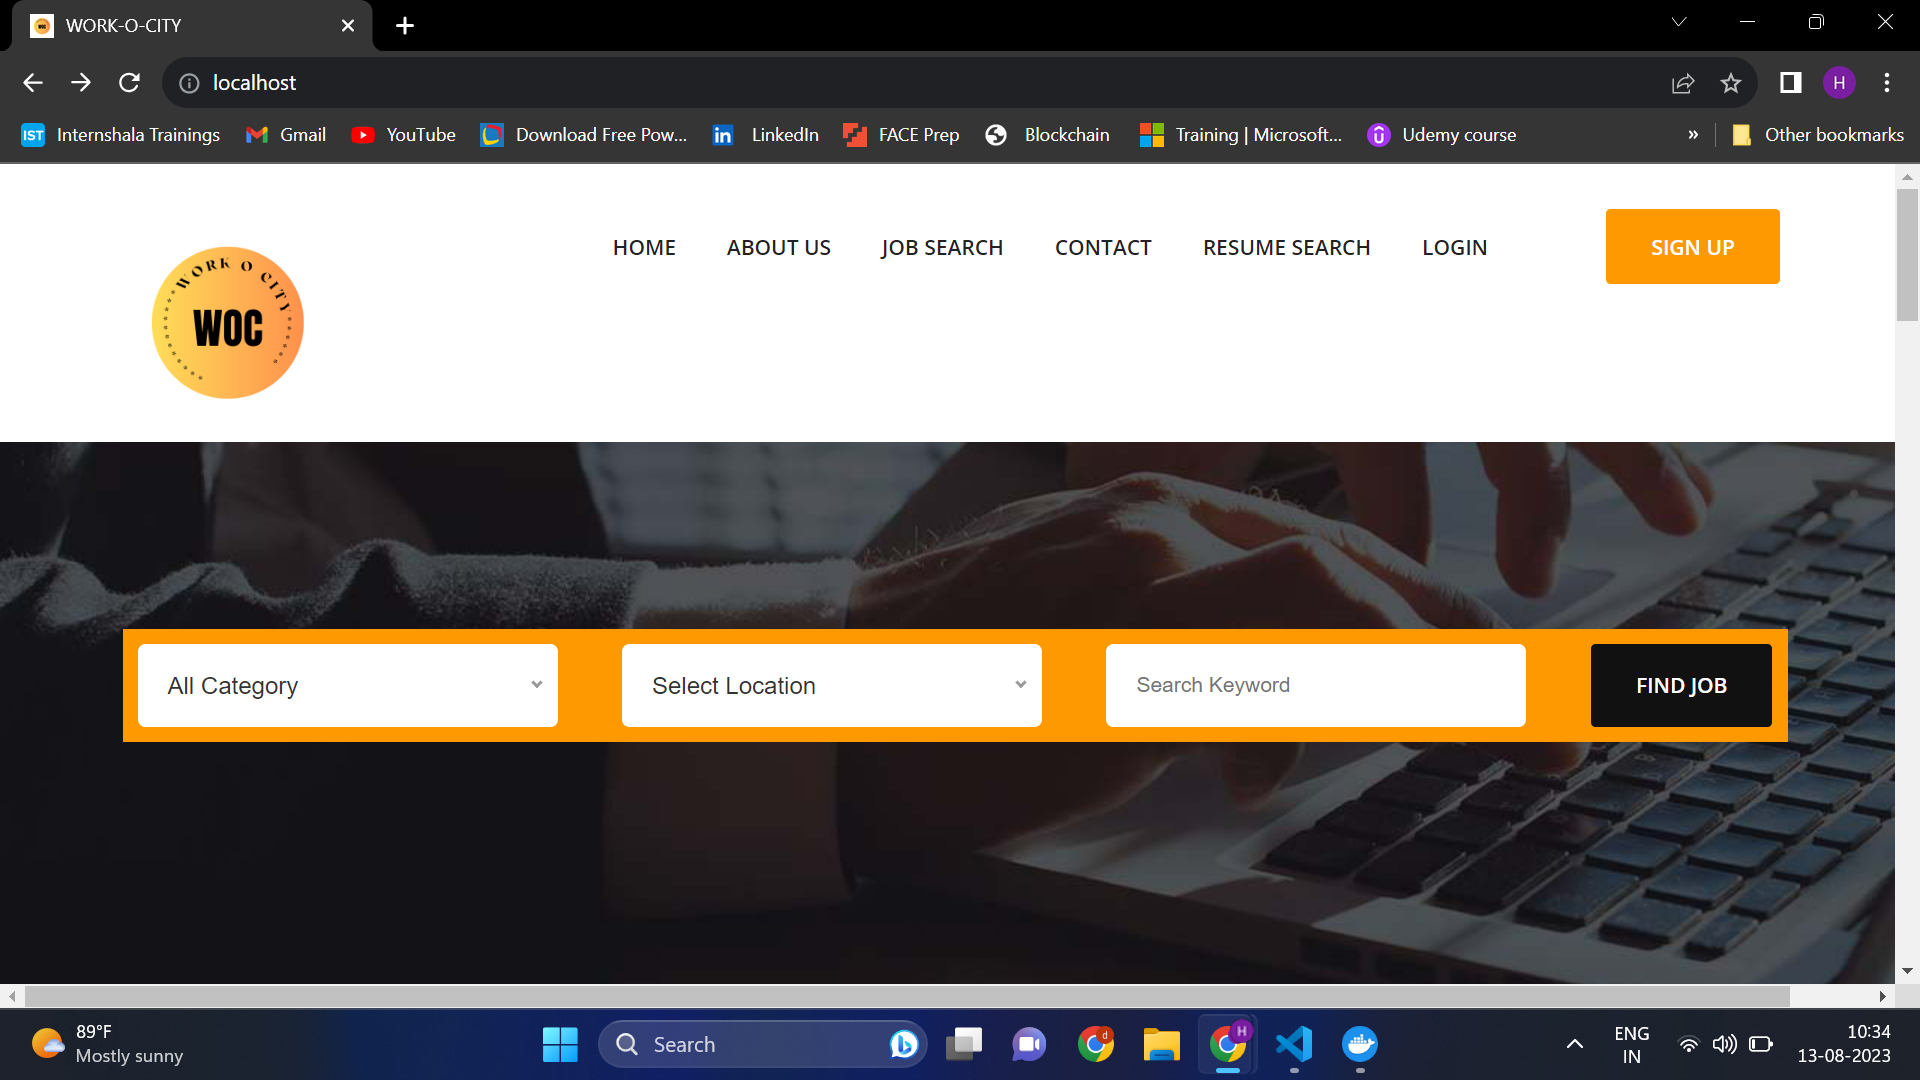 WORK-O-CITY
localhost
H
IST Internshala Trainings Gmail YouTube Download Free Pow... in LinkedIn FACE Prep Blockchain Training | Microsoft... Udemy course » Other bookmarks
HOME ABOUT US JOB SEARCH CONTACT RESUME SEARCH LOGIN SIGN UP
WORK O CITY
WOC
All Category Select Location Search Keyword FIND JOB
89°F
Mostly sunny
Search
d
H
ENG
IN
10:34
13-08-2023